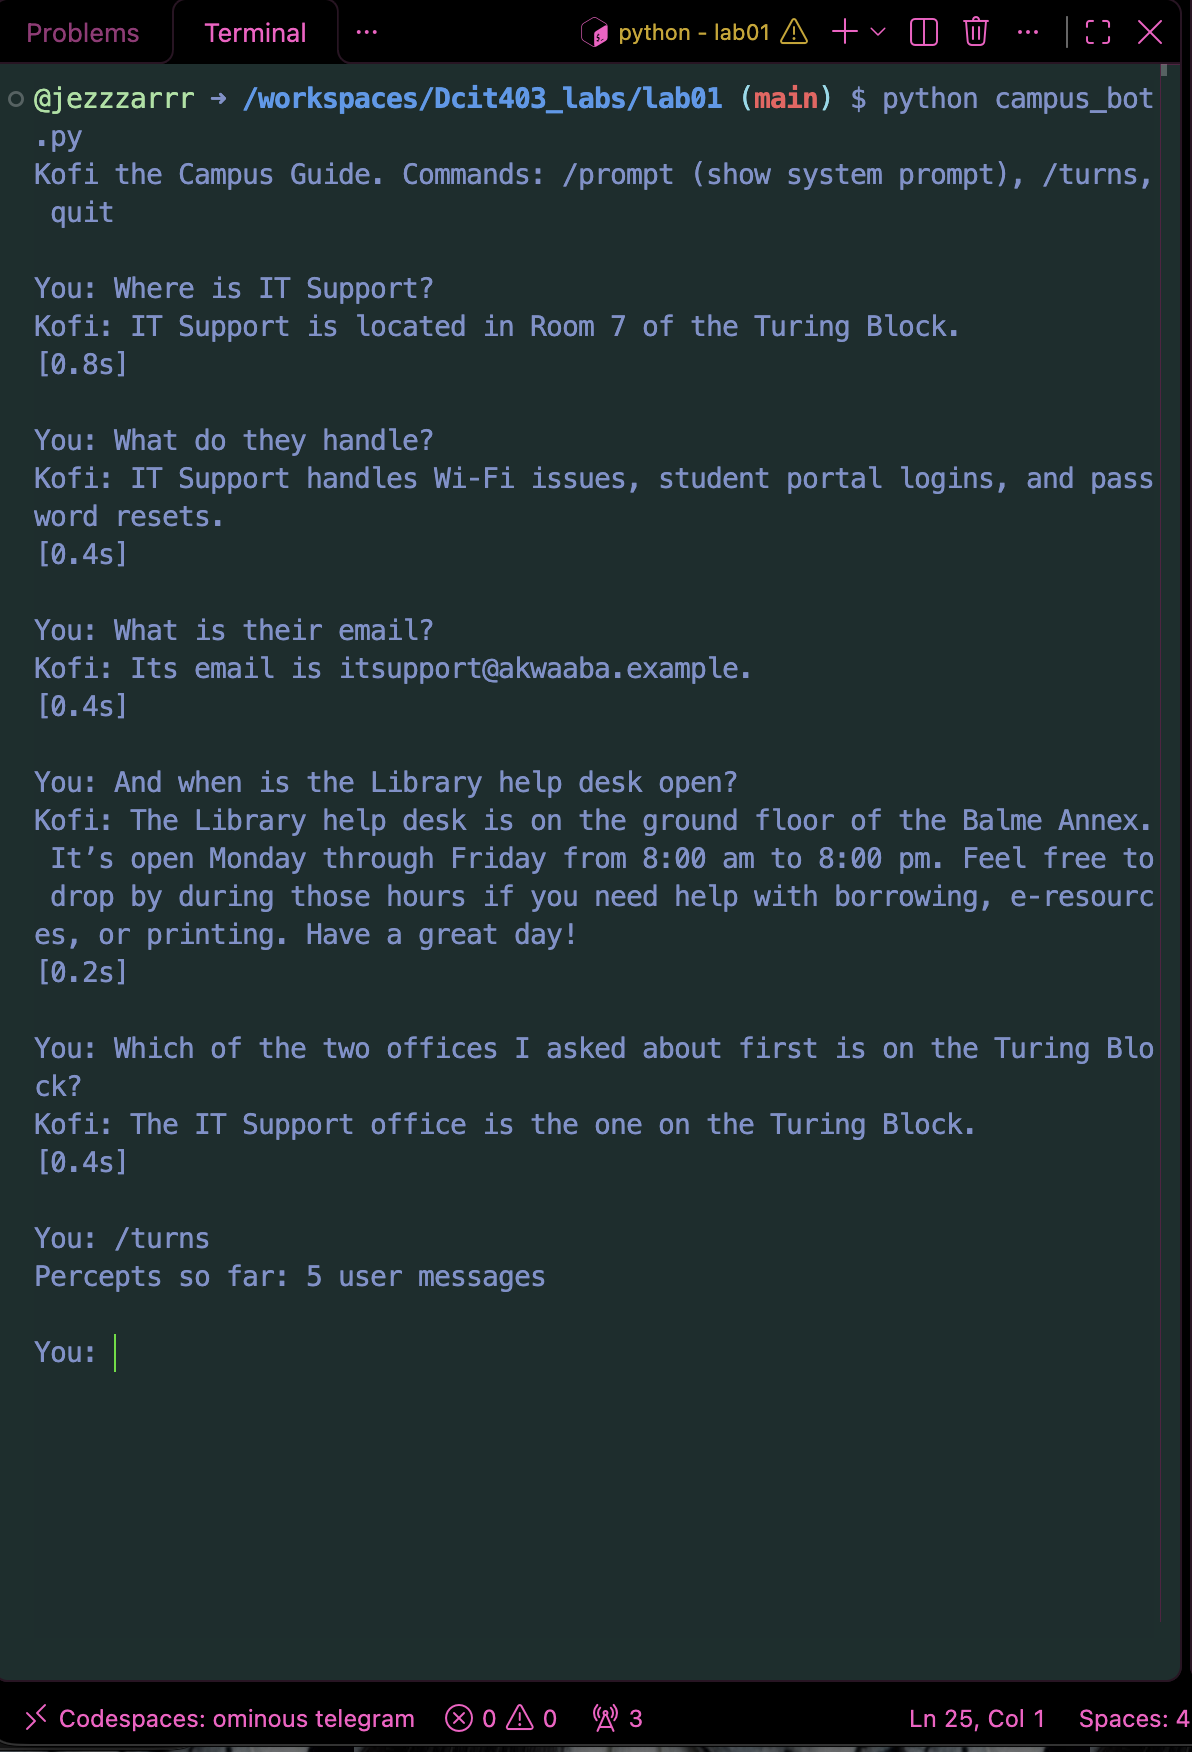 Problems Terminal ··· python - lab01
@jezzzarrr → /workspaces/Dcit403_labs/lab01 (main) $ python campus_bot
.py
Kofi the Campus Guide. Commands: /prompt (show system prompt), /turns,
quit
You: Where is IT Support?
Kofi: IT Support is located in Room 7 of the Turing Block.
[0.8s]
You: What do they handle?
Kofi: IT Support handles Wi-Fi issues, student portal logins, and pass
word resets.
[0.4s]
You: What is their email?
Kofi: Its email is itsupport@akwaaba.example.
[0.4s]
You: And when is the Library help desk open?
Kofi: The Library help desk is on the ground floor of the Balme Annex.
It’s open Monday through Friday from 8:00 am to 8:00 pm. Feel free to
drop by during those hours if you need help with borrowing, e-resourc
es, or printing. Have a great day!
[0.2s]
You: Which of the two offices I asked about first is on the Turing Blo
ck?
Kofi: The IT Support office is the one on the Turing Block.
[0.4s]
You: /turns
Percepts so far: 5 user messages
You:
Codespaces: ominous telegram 0 0 3 Ln 25, Col 1 Spaces: 4